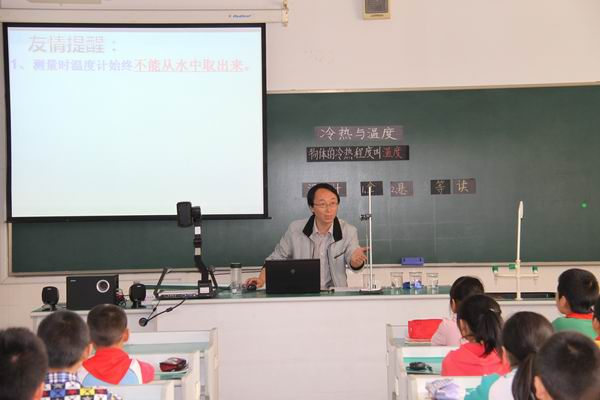 友情提醒：
1、测量时温度计始终不能从水中取出来。
冷热与温度
物体的冷热程度叫温度
2.悬
等 读